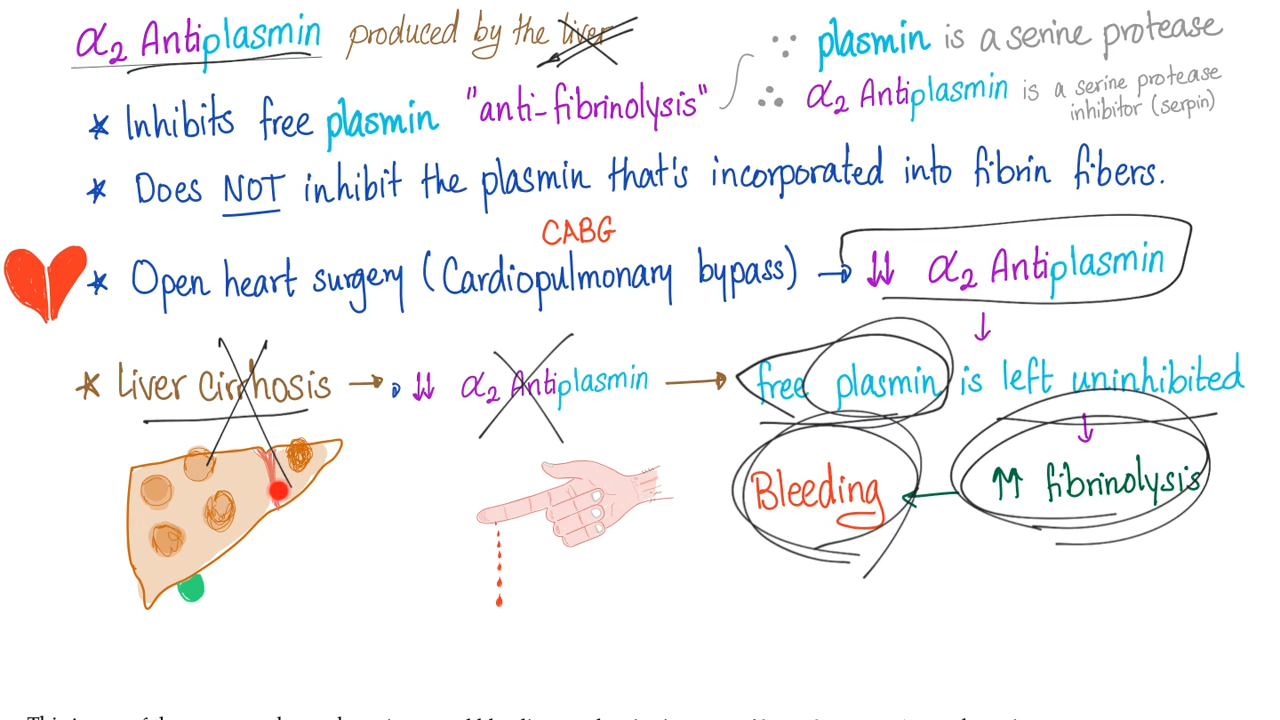 α2 Antiplasmin produced by the liver
∵ plasmin is a serine protease
∴ α2 Antiplasmin is a serine protease inhibitor (serpin)
* Inhibits free plasmin "anti-fibrinolysis"
* Does NOT inhibit the plasmin that's incorporated into fibrin fibers.
CABG
* Open heart surgery (Cardiopulmonary bypass) → ↓↓ α2 Antiplasmin
↓
* Liver Cirrhosis → ↓↓ α2 Antiplasmin → free plasmin is left uninhibited
↓
Bleeding ← ↑↑ fibrinolysis